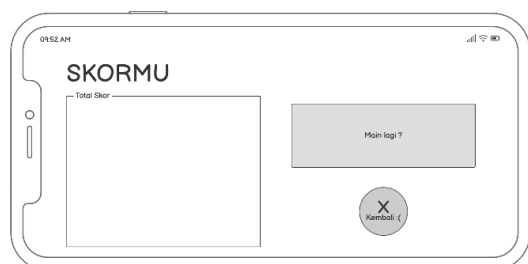 09:52 AM
SKORMU
Total Skor
Main lagi ?
X
Kembali :(